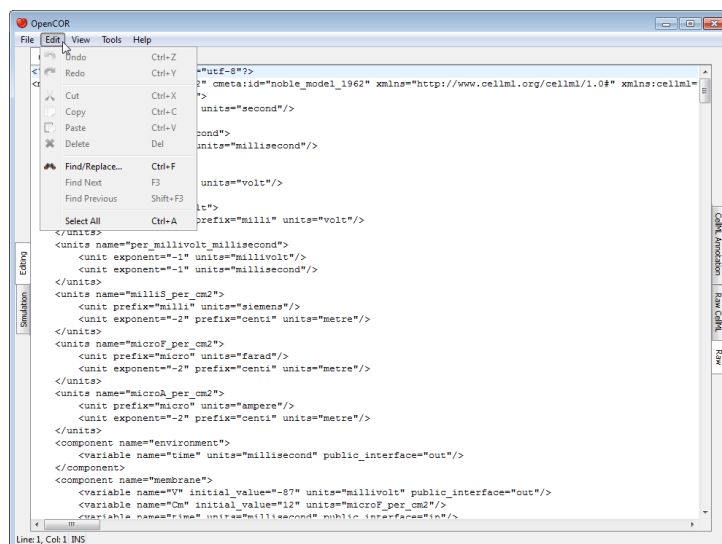 OpenCOR
File Edit View Tools Help
Undo Ctrl+Z
Redo Ctrl+Y
Cut Ctrl+X
Copy Ctrl+C
Paste Ctrl+V
Delete Del
Find/Replace... Ctrl+F
Find Next F3
Find Previous Shift+F3
Select All Ctrl+A
="utf-8"?>
2" cmeta:id="noble_model_1962" xmlns="http://www.cellml.org/cellml/1.0#" xmlns:cellml=
">
units="second"/>
cond">
units="millisecond"/>
units="volt"/>
lt">
prefix="milli" units="volt"/>
</units>
<units name="per_millivolt_millisecond">
<unit exponent="-1" units="millivolt"/>
<unit exponent="-1" units="millisecond"/>
</units>
<units name="milliS_per_cm2">
<unit prefix="milli" units="siemens"/>
<unit exponent="-2" prefix="centi" units="metre"/>
</units>
<units name="microF_per_cm2">
<unit prefix="micro" units="farad"/>
<unit exponent="-2" prefix="centi" units="metre"/>
</units>
<units name="microA_per_cm2">
<unit prefix="micro" units="ampere"/>
<unit exponent="-2" prefix="centi" units="metre"/>
</units>
<component name="environment">
<variable name="time" units="millisecond" public_interface="out"/>
</component>
<component name="membrane">
<variable name="V" initial_value="-87" units="millivolt" public_interface="out"/>
<variable name="Cm" initial_value="12" units="microF_per_cm2"/>
<variable name="time" units="millisecond" public_interface="in"/>
Editing
Simulation
CellML Annotation
Raw CellML
Raw
Line: 1, Col: 1 INS